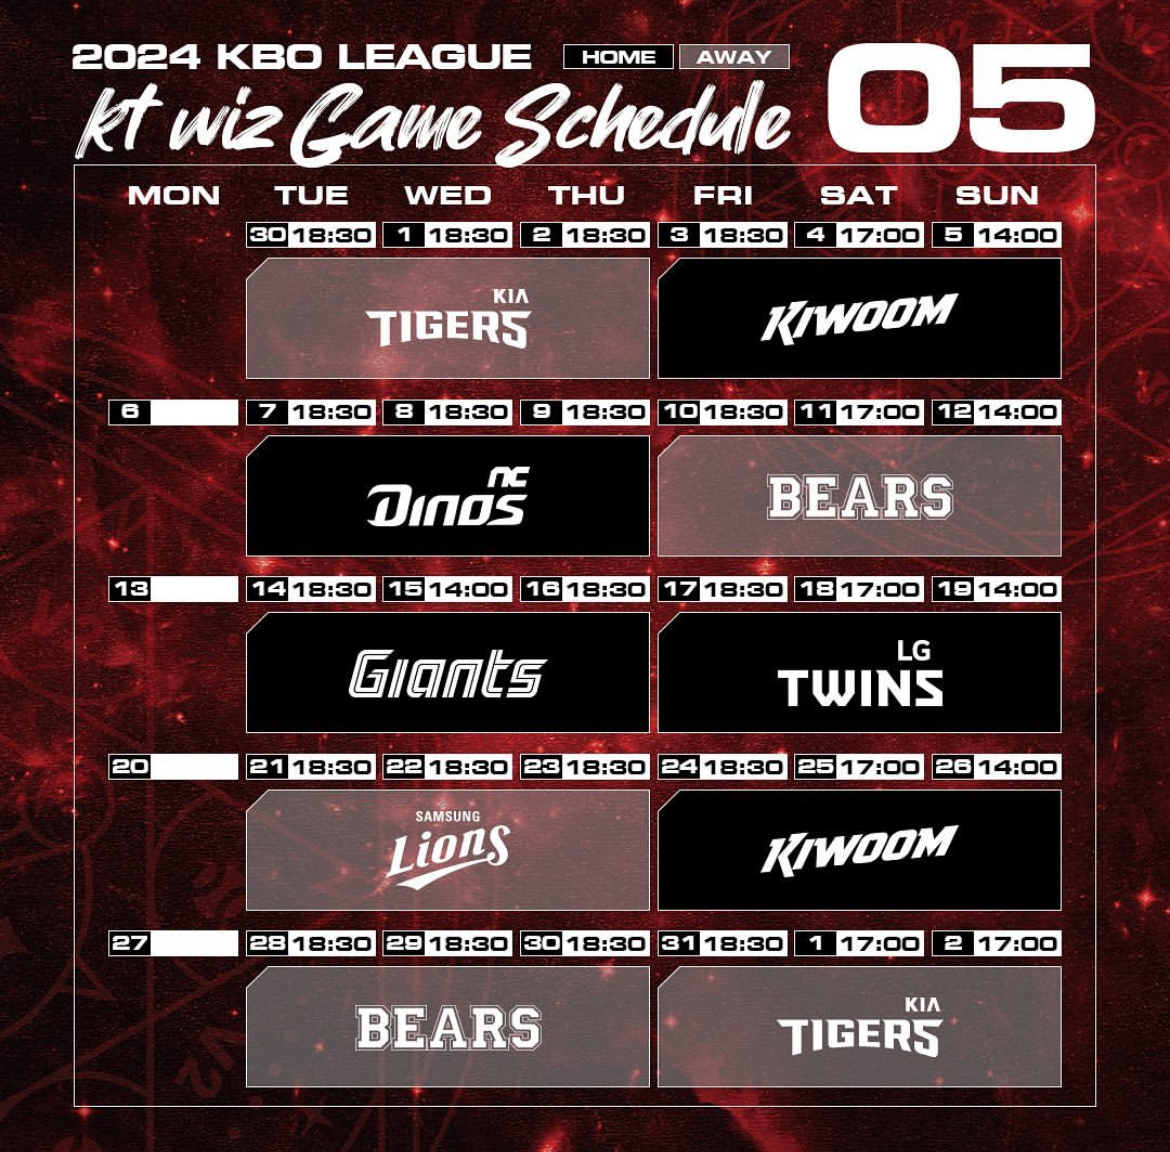 2024 KBO LEAGUE HOME AWAY 05
kt wiz Game Schedule
MON TUE WED THU FRI SAT SUN
30 18:30 1 18:30 2 18:30 3 18:30 4 17:00 5 14:00
KIA
TIGERS
KIWOOM
6 7 18:30 8 18:30 9 18:30 10 18:30 11 17:00 12 14:00
NC
Dinos
BEARS
13 14 18:30 15 14:00 16 18:30 17 18:30 18 17:00 19 14:00
Giants
LG
TWINS
20 21 18:30 22 18:30 23 18:30 24 18:30 25 17:00 26 14:00
SAMSUNG
Lions
KIWOOM
27 28 18:30 29 18:30 30 18:30 31 18:30 1 17:00 2 17:00
BEARS
KIA
TIGERS